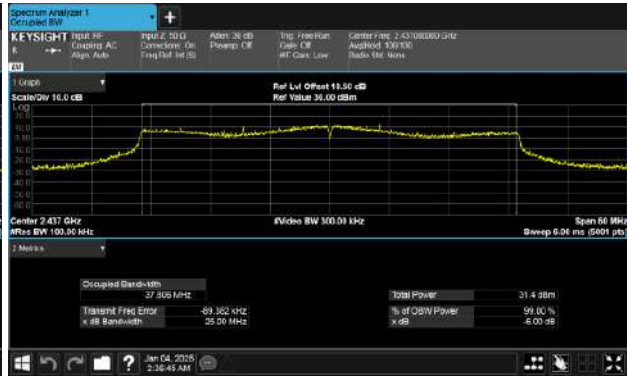 Spectrum Analyzer 1
Occupied BW
+
KEYSIGHT Input: RF Input Z: 50 Ω Atten: 30 dB Trig: Free Run Center Freq: 2.437000000 GHz
R Coupling: AC Corrections: On Preamp: Off Gate: Off Avg|Hold: 100/100
Align: Auto Freq Ref: Int (S) #IF Gain: Low Radio Std: None
1 Graph
Scale/Div 10.0 dB
Ref Lvl Offset 10.50 dB
Ref Value 30.00 dBm
Log
Center 2.437 GHz
#Res BW 100.00 kHz
#Video BW 300.00 kHz
Span 60 MHz
Sweep 6.00 ms (5001 pts)
2 Metrics
Occupied Bandwidth
37.806 MHz
Total Power 31.4 dBm
Transmit Freq Error -89.362 kHz
% of OBW Power 99.00 %
x dB Bandwidth 25.00 MHz
x dB -6.00 dB
?
Jan 04, 2025
2:36:45 AM